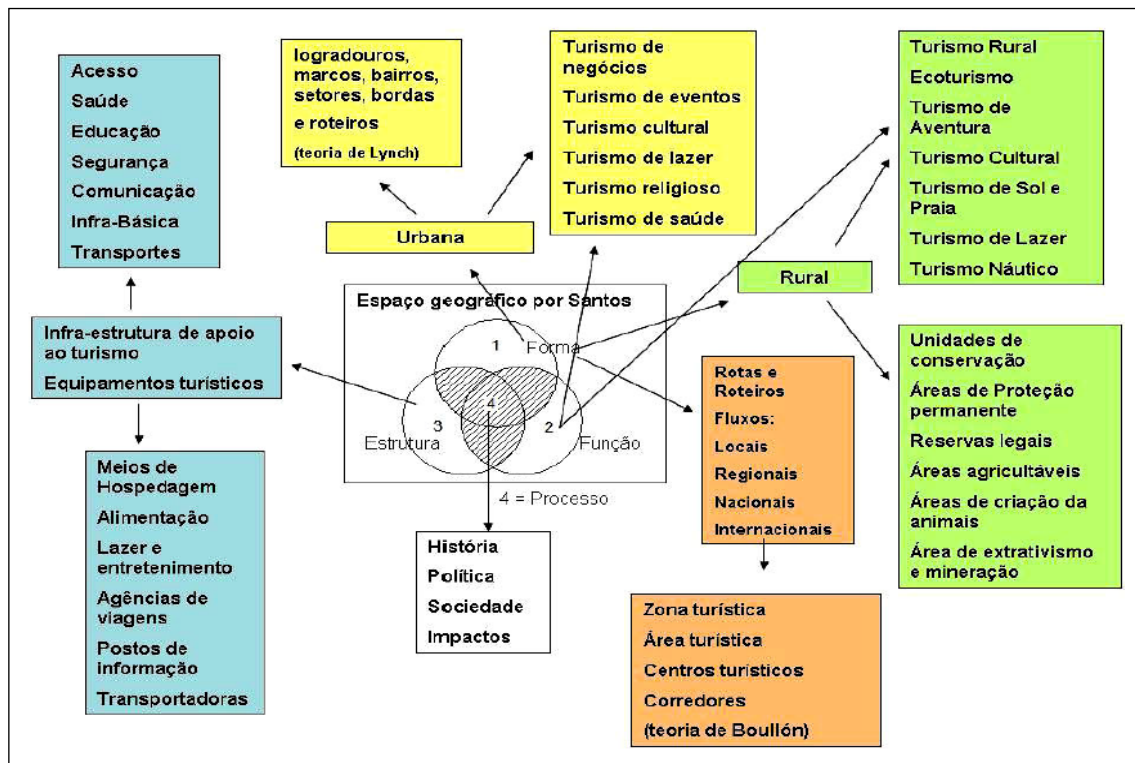 Acesso
Saúde
Educação
Segurança
Comunicação
Infra-Básica
Transportes
logradouros,
marcos, bairros,
setores, bordas
e roteiros
(teoria de Lynch)
Turismo de
negócios
Turismo de eventos
Turismo cultural
Turismo de lazer
Turismo religioso
Turismo de saúde
Turismo Rural
Ecoturismo
Turismo de
Aventura
Turismo Cultural
Turismo de Sol e
Praia
Turismo de Lazer
Turismo Náutico
Urbana
Rural
Infra-estrutura de apoio
ao turismo
Equipamentos turísticos
Espaço geográfico por Santos
1
Forma
4
3
2
Estrutura
Função
4 = Processo
Rotas e
Roteiros
Fluxos:
Locais
Regionais
Nacionais
Internacionais
Unidades de
conservação
Áreas de Proteção
permanente
Reservas legais
Áreas agricultáveis
Áreas de criação da
animais
Área de extrativismo
e mineração
Meios de
Hospedagem
Alimentação
Lazer e
entretenimento
Agências de
viagens
Postos de
informação
Transportadoras
História
Política
Sociedade
Impactos
Zona turística
Área turística
Centros turísticos
Corredores
(teoria de Boullón)